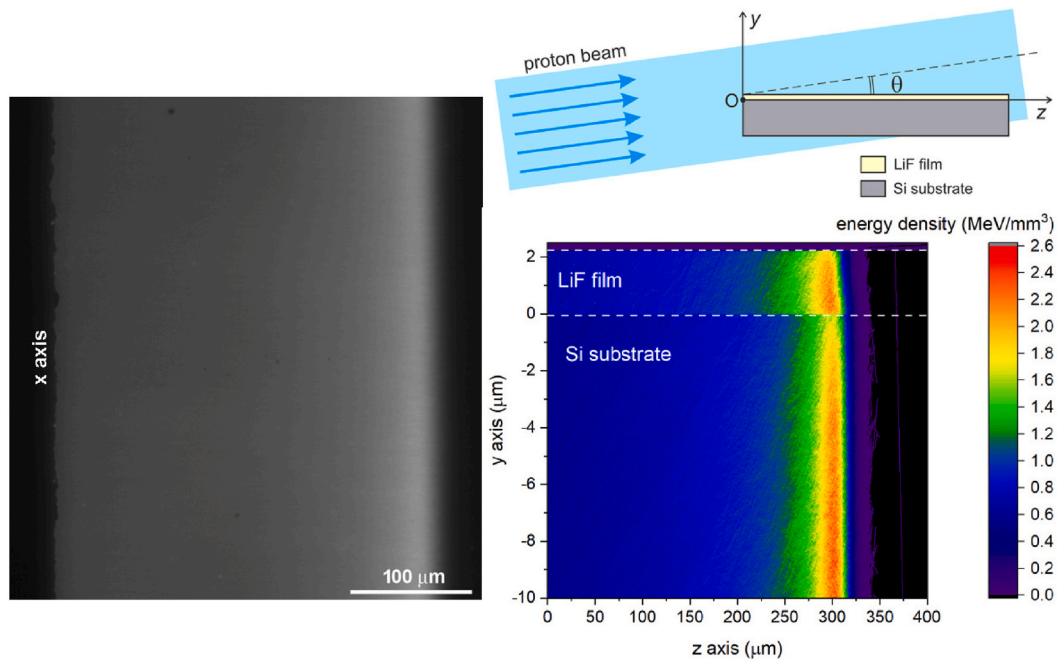 x axis
100 μm
proton beam
y
θ
O
z
LiF film
Si substrate
energy density (MeV/mm³)
LiF film
Si substrate
y axis (μm)
2
0
-2
-4
-6
-8
-10
0 50 100 150 200 250 300 350 400
z axis (μm)
2.6
2.4
2.2
2.0
1.8
1.6
1.4
1.2
1.0
0.8
0.6
0.4
0.2
0.0